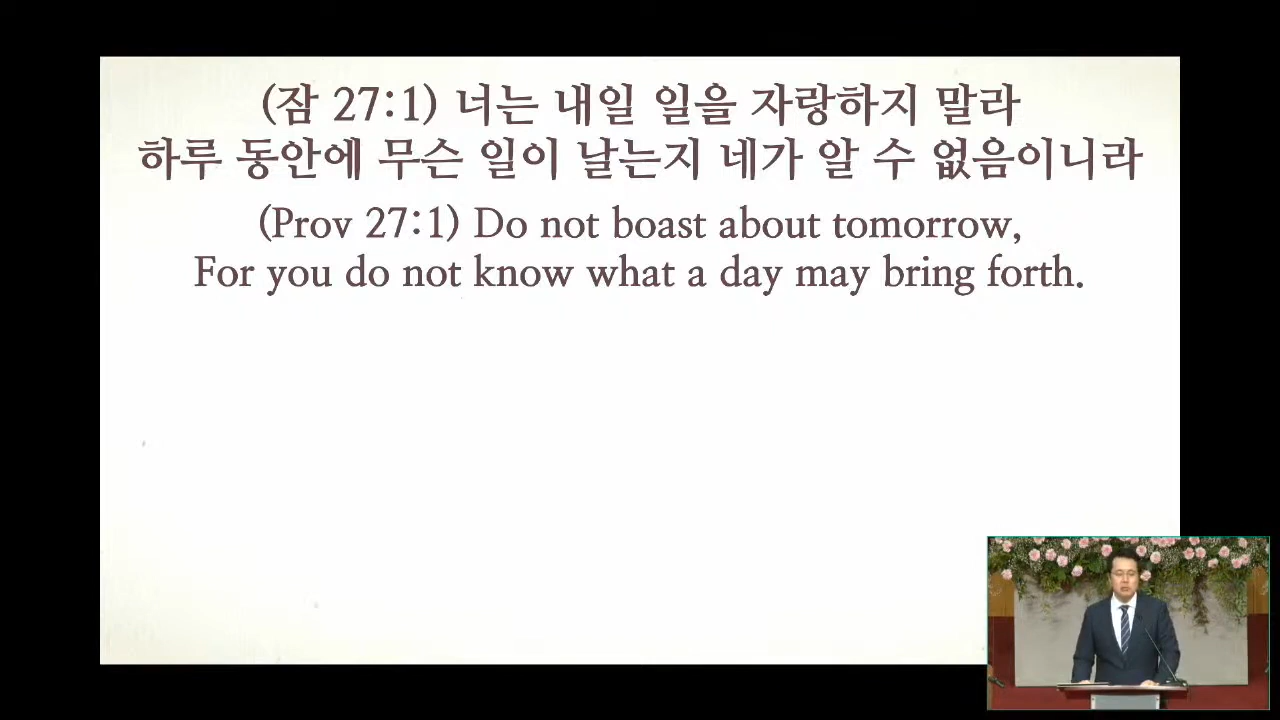 (잠 27:1) 너는 내일 일을 자랑하지 말라
하루 동안에 무슨 일이 날는지 네가 알 수 없음이니라
(Prov 27:1) Do not boast about tomorrow,
For you do not know what a day may bring forth.